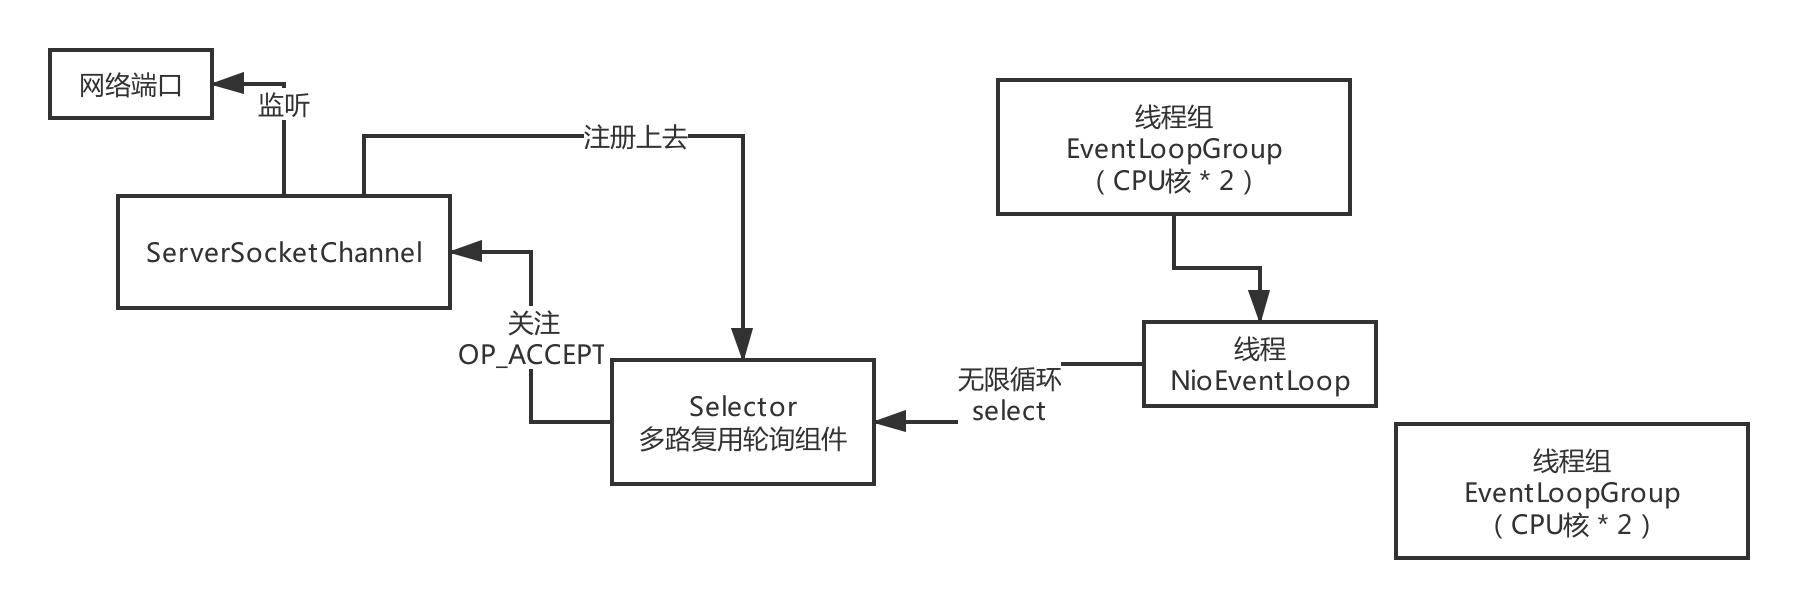 网络端口
监听
注册上去
线程组
EventLoopGroup
（CPU核 * 2）
ServerSocketChannel
关注
OP_ACCEPT
线程
NioEventLoop
无限循环
select
Selector
多路复用轮询组件
线程组
EventLoopGroup
（CPU核 * 2）